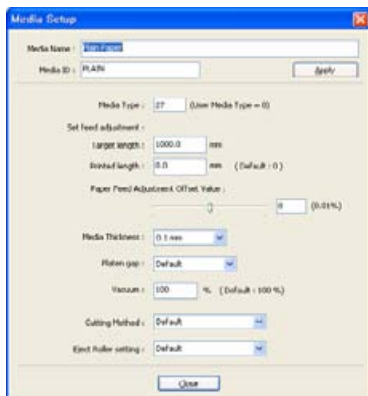 Media Setup
Media Name : Plain Paper
Media ID : PLAIN
Apply
Media Type : 27 (User Media Type = 0)
Set feed adjustment :
Target length : 1000.0 mm
Printed length : 0.0 mm ( Default : 0 )
Paper Feed Adjustment Offset Value :
0 (0.01%)
Media Thickness : 0.1 mm
Platen gap : Default
Vacuum : 100 % ( Default : 100 %)
Cutting Method : Default
Eject Roller setting : Default
Close